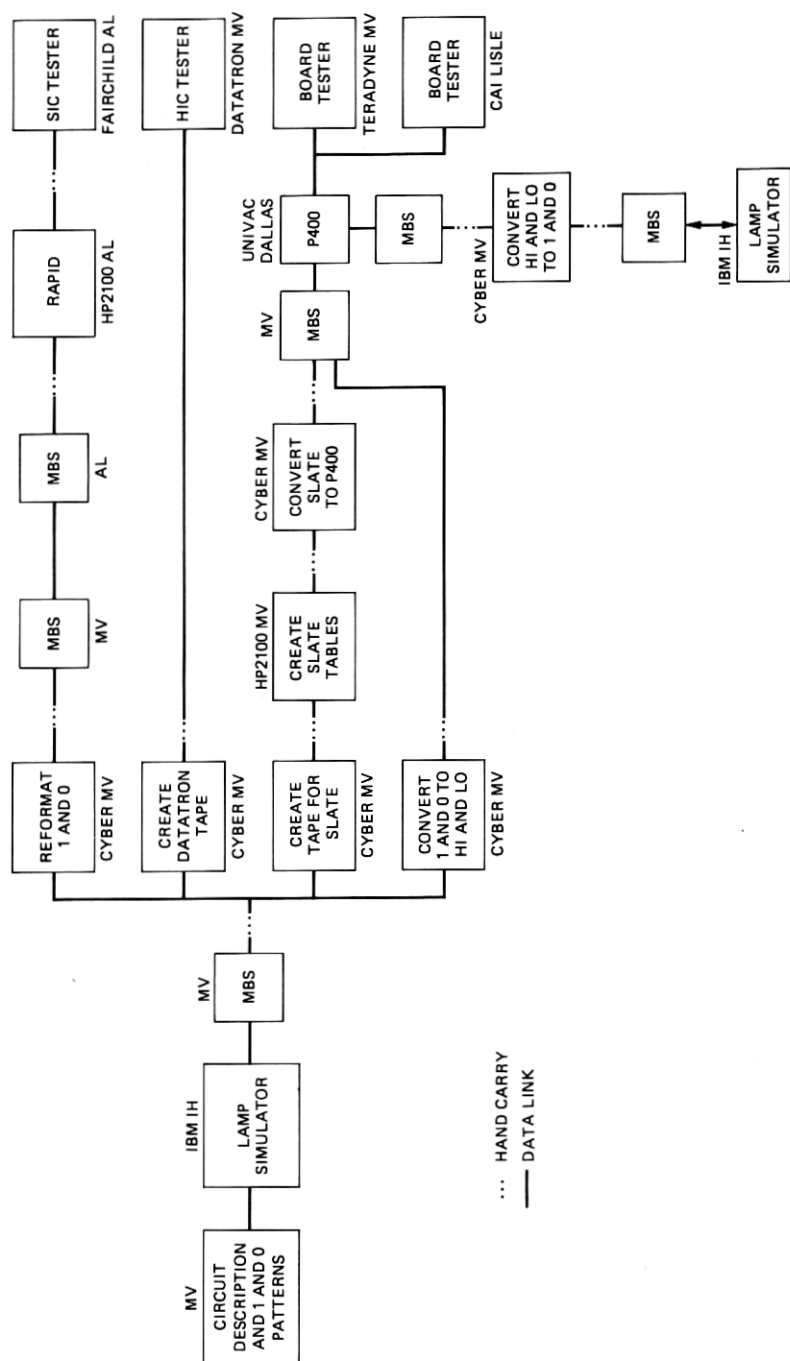 MV
CIRCUIT
DESCRIPTION
AND 1 AND 0
PATTERNS
IBM IH
LAMP
SIMULATOR
MV
MBS
REFORMAT
1 AND 0
CYBER MV
MBS
MV
MBS
AL
RAPID
HP2100 AL
SIC TESTER
FAIRCHILD AL
CREATE
DATATRON
TAPE
CYBER MV
HIC TESTER
DATATRON MV
CREATE
TAPE FOR
SLATE
CYBER MV
HP2100 MV
CREATE
SLATE
TABLES
CYBER MV
CONVERT
SLATE
TO P400
MV
MBS
UNIVAC
DALLAS
P400
BOARD
TESTER
TERADYNE MV
BOARD
TESTER
CAI LISLE
CONVERT
1 AND 0 TO
HI AND LO
CYBER MV
MBS
CYBER MV
CONVERT
HI AND LO
TO 1 AND 0
MBS
IBM IH
LAMP
SIMULATOR
··· HAND CARRY
— DATA LINK